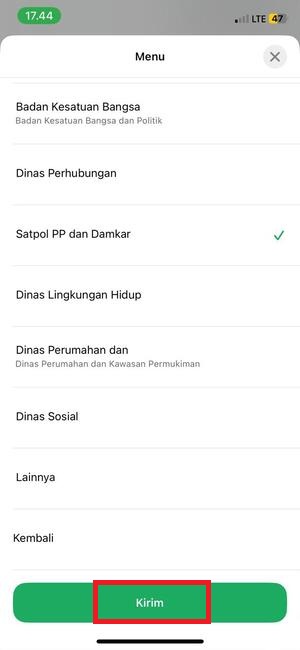 17.44
LTE 47
Menu
Badan Kesatuan Bangsa
Badan Kesatuan Bangsa dan Politik
Dinas Perhubungan
Satpol PP dan Damkar
Dinas Lingkungan Hidup
Dinas Perumahan dan
Dinas Perumahan dan Kawasan Permukiman
Dinas Sosial
Lainnya
Kembali
Kirim